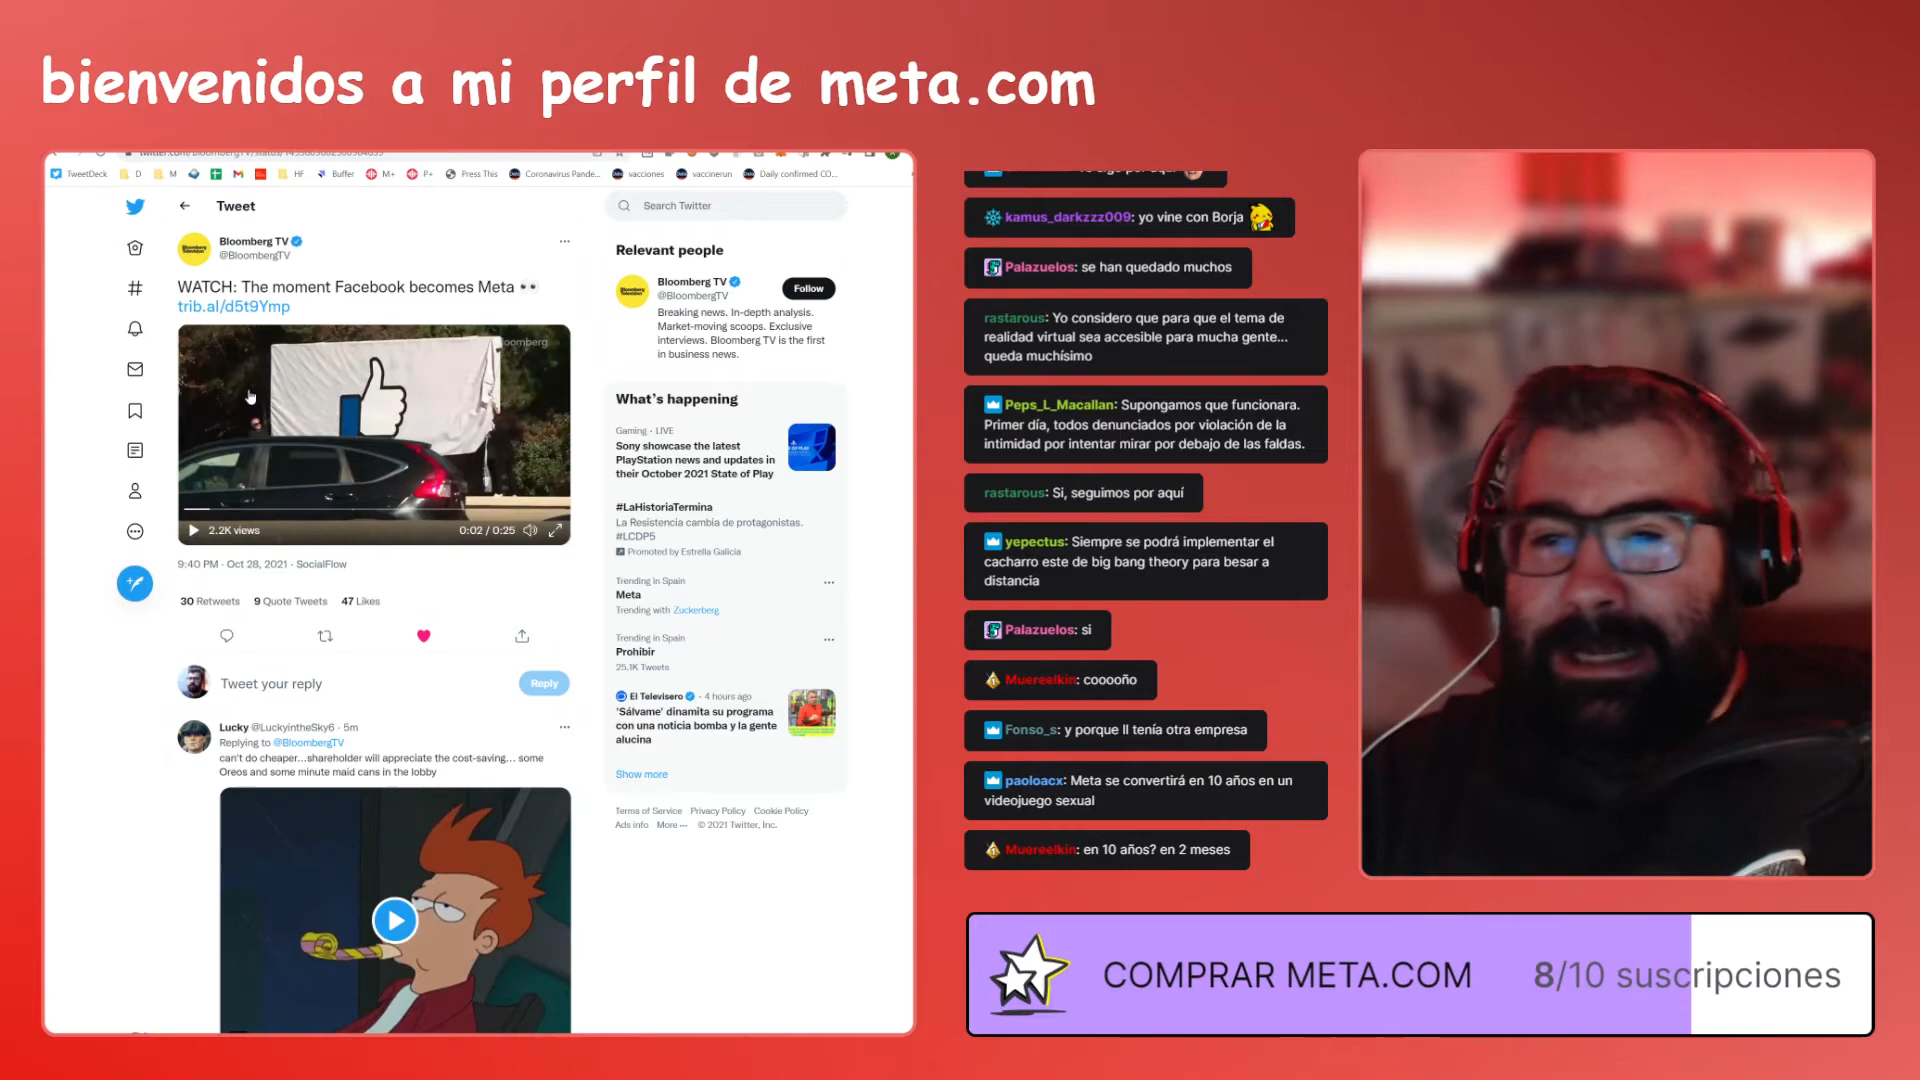 bienvenidos a mi perfil de meta.com
TweetDeck
D
M
HF
Buffer
M+
P+
Press This
Coronavirus Pande...
vacciones
vaccinerun
Daily confirmed CO...
Tweet
Bloomberg TV
@BloombergTV
WATCH: The moment Facebook becomes Meta 👀
trib.al/d5t9Ymp
2.2K views
0:02 / 0:25
9:40 PM · Oct 28, 2021 · SocialFlow
30 Retweets 9 Quote Tweets 47 Likes
Tweet your reply
Reply
Lucky @LuckyintheSky6 · 5m
Replying to @BloombergTV
can't do cheaper...shareholder will appreciate the cost-saving... some
Oreos and some minute maid cans in the lobby
Search Twitter
Relevant people
Bloomberg TV
@BloombergTV
Follow
Breaking news. In-depth analysis.
Market-moving scoops. Exclusive
interviews. Bloomberg TV is the first
in business news.
What's happening
Gaming · LIVE
Sony showcase the latest
PlayStation news and updates in
their October 2021 State of Play
#LaHistoriaTermina
La Resistencia cambia de protagonistas.
#LCDP5
Promoted by Estrella Galicia
Trending in Spain
Meta
Trending with Zuckerberg
Trending in Spain
Prohibir
25.1K Tweets
El Televisero · 4 hours ago
'Sálvame' dinamita su programa
con una noticia bomba y la gente
alucina
Show more
Terms of Service Privacy Policy Cookie Policy
Ads info More ··· © 2021 Twitter, Inc.
kamus_darkzzz009: yo vine con Borja
Palazuelos: se han quedado muchos
rastarous: Yo considero que para que el tema de
realidad virtual sea accesible para mucha gente...
queda muchísimo
Peps_L_Macallan: Supongamos que funcionara.
Primer día, todos denunciados por violación de la
intimidad por intentar mirar por debajo de las faldas.
rastarous: Si, seguimos por aquí
yepectus: Siempre se podrá implementar el
cacharro este de big bang theory para besar a
distancia
Palazuelos: si
Muereelkin: cooooño
Fonso_s: y porque ll tenía otra empresa
paoloacx: Meta se convertirá en 10 años en un
videojuego sexual
Muereelkin: en 10 años? en 2 meses
COMPRAR META.COM
8/10 suscripciones